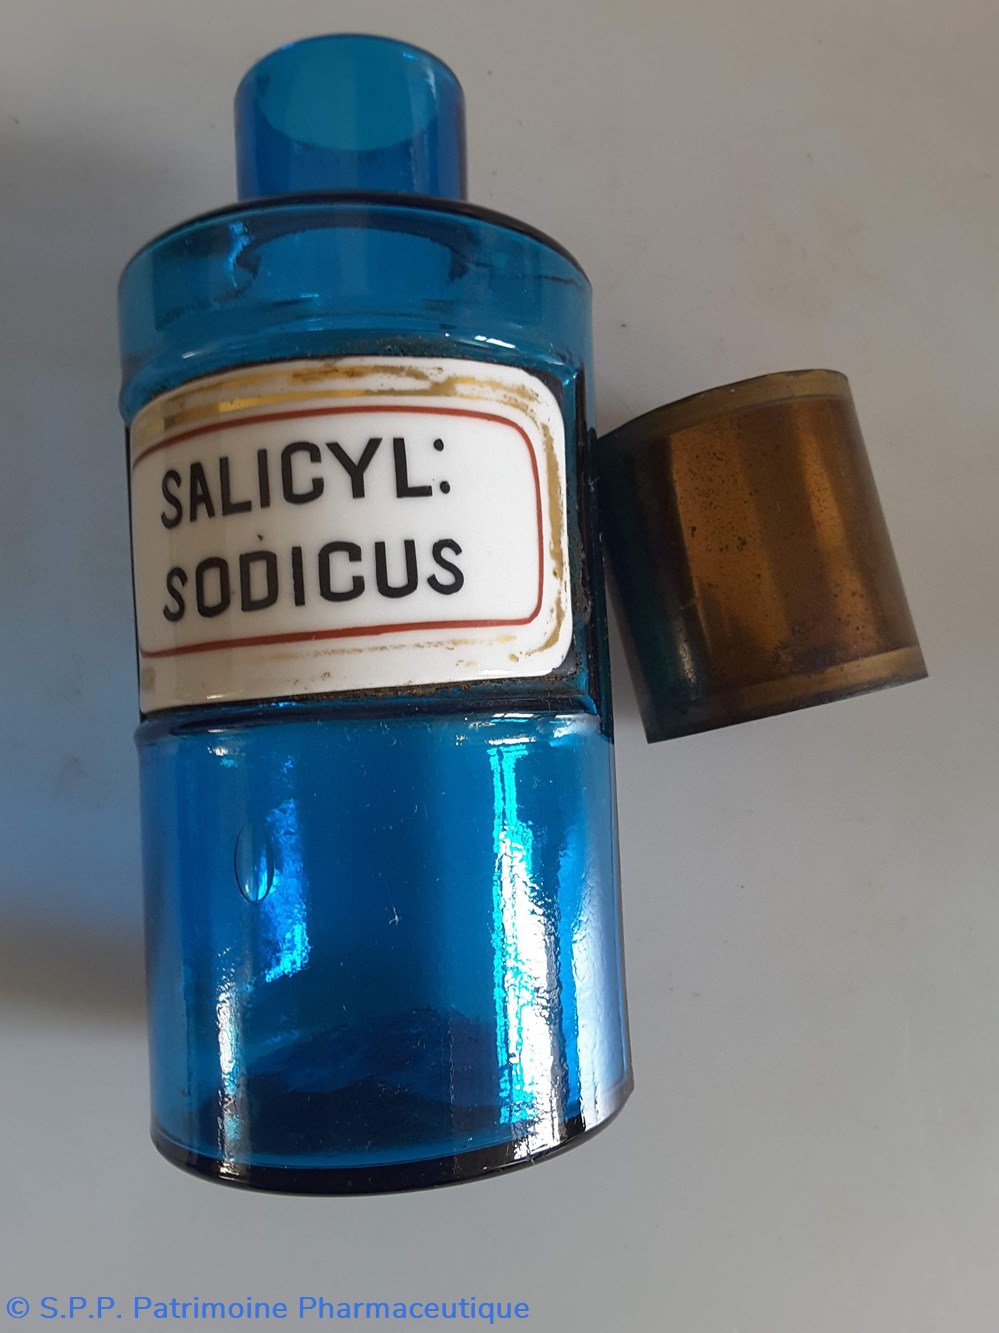 SALICYL:
SODICUS
© S.P.P. Patrimoine Pharmaceutique